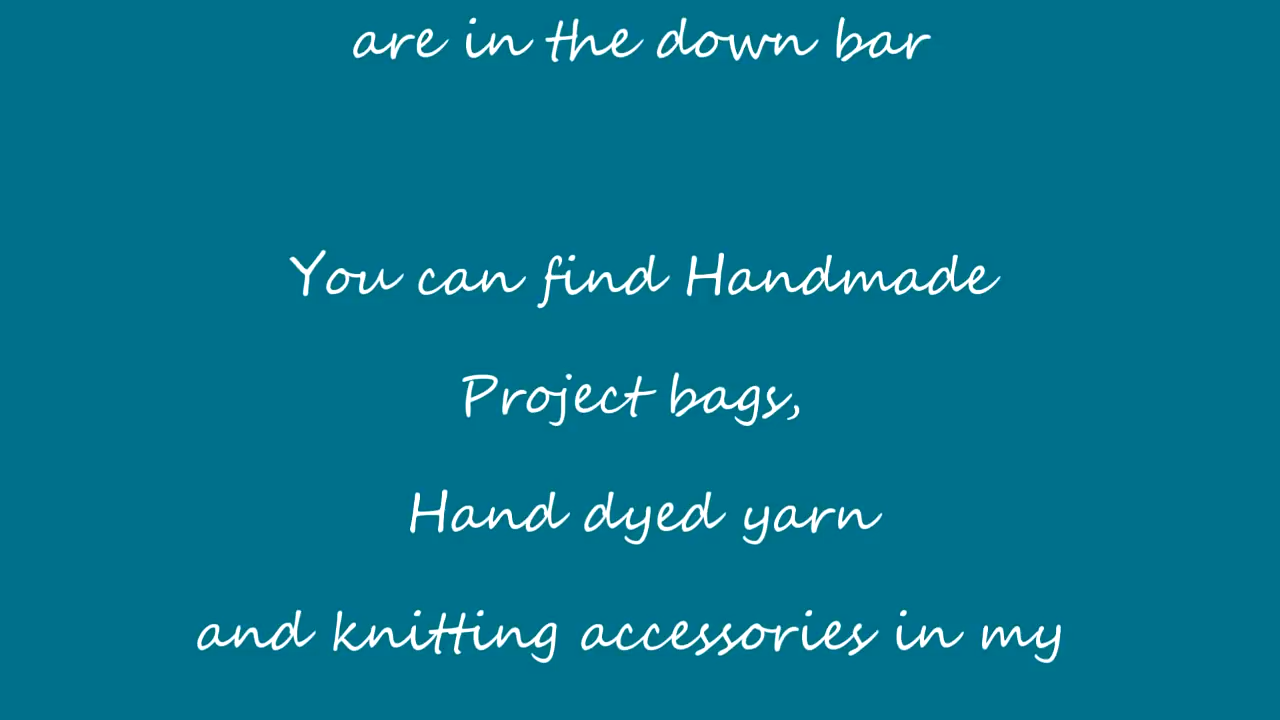 are in the down bar
You can find Handmade
Project bags,
Hand dyed yarn
and knitting accessories in my